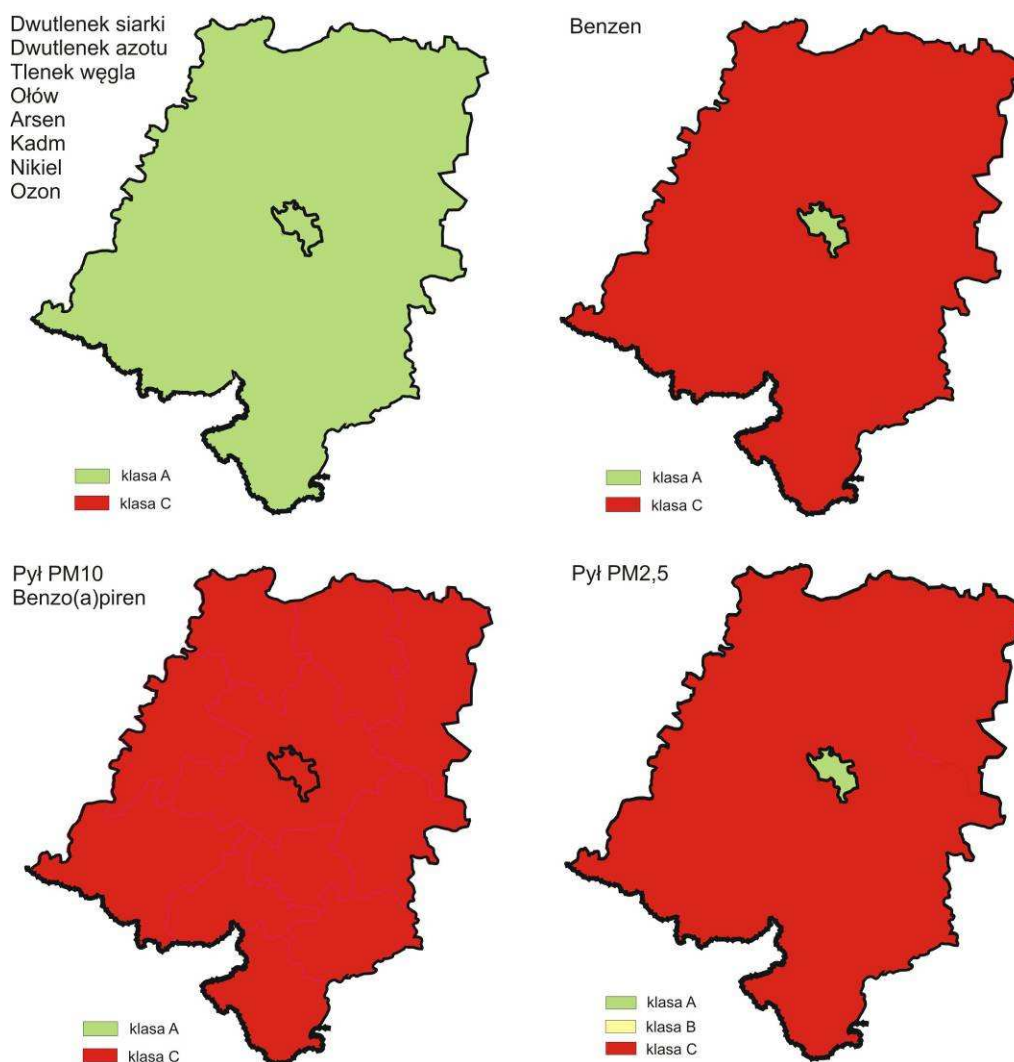 Dwutlenek siarki
Dwutlenek azotu
Tlenek węgla
Ołów
Arsen
Kadm
Nikiel
Ozon
klasa A
klasa C
Benzen
klasa A
klasa C
Pył PM10
Benzo(a)piren
klasa A
klasa C
Pył PM2,5
klasa A
klasa B
klasa C